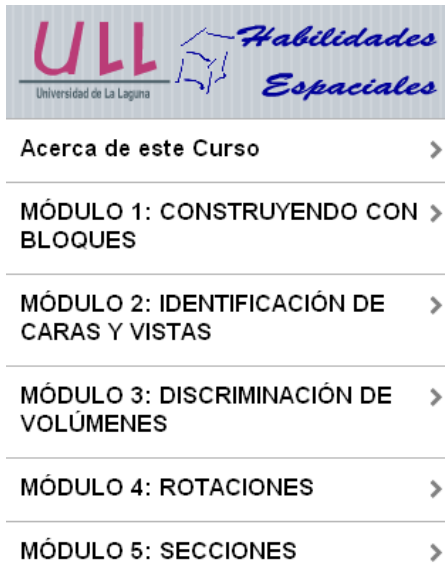 ULL
Universidad de La Laguna
Habilidades
Espaciales
Acerca de este Curso
MÓDULO 1: CONSTRUYENDO CON
BLOQUES
MÓDULO 2: IDENTIFICACIÓN DE
CARAS Y VISTAS
MÓDULO 3: DISCRIMINACIÓN DE
VOLÚMENES
MÓDULO 4: ROTACIONES
MÓDULO 5: SECCIONES